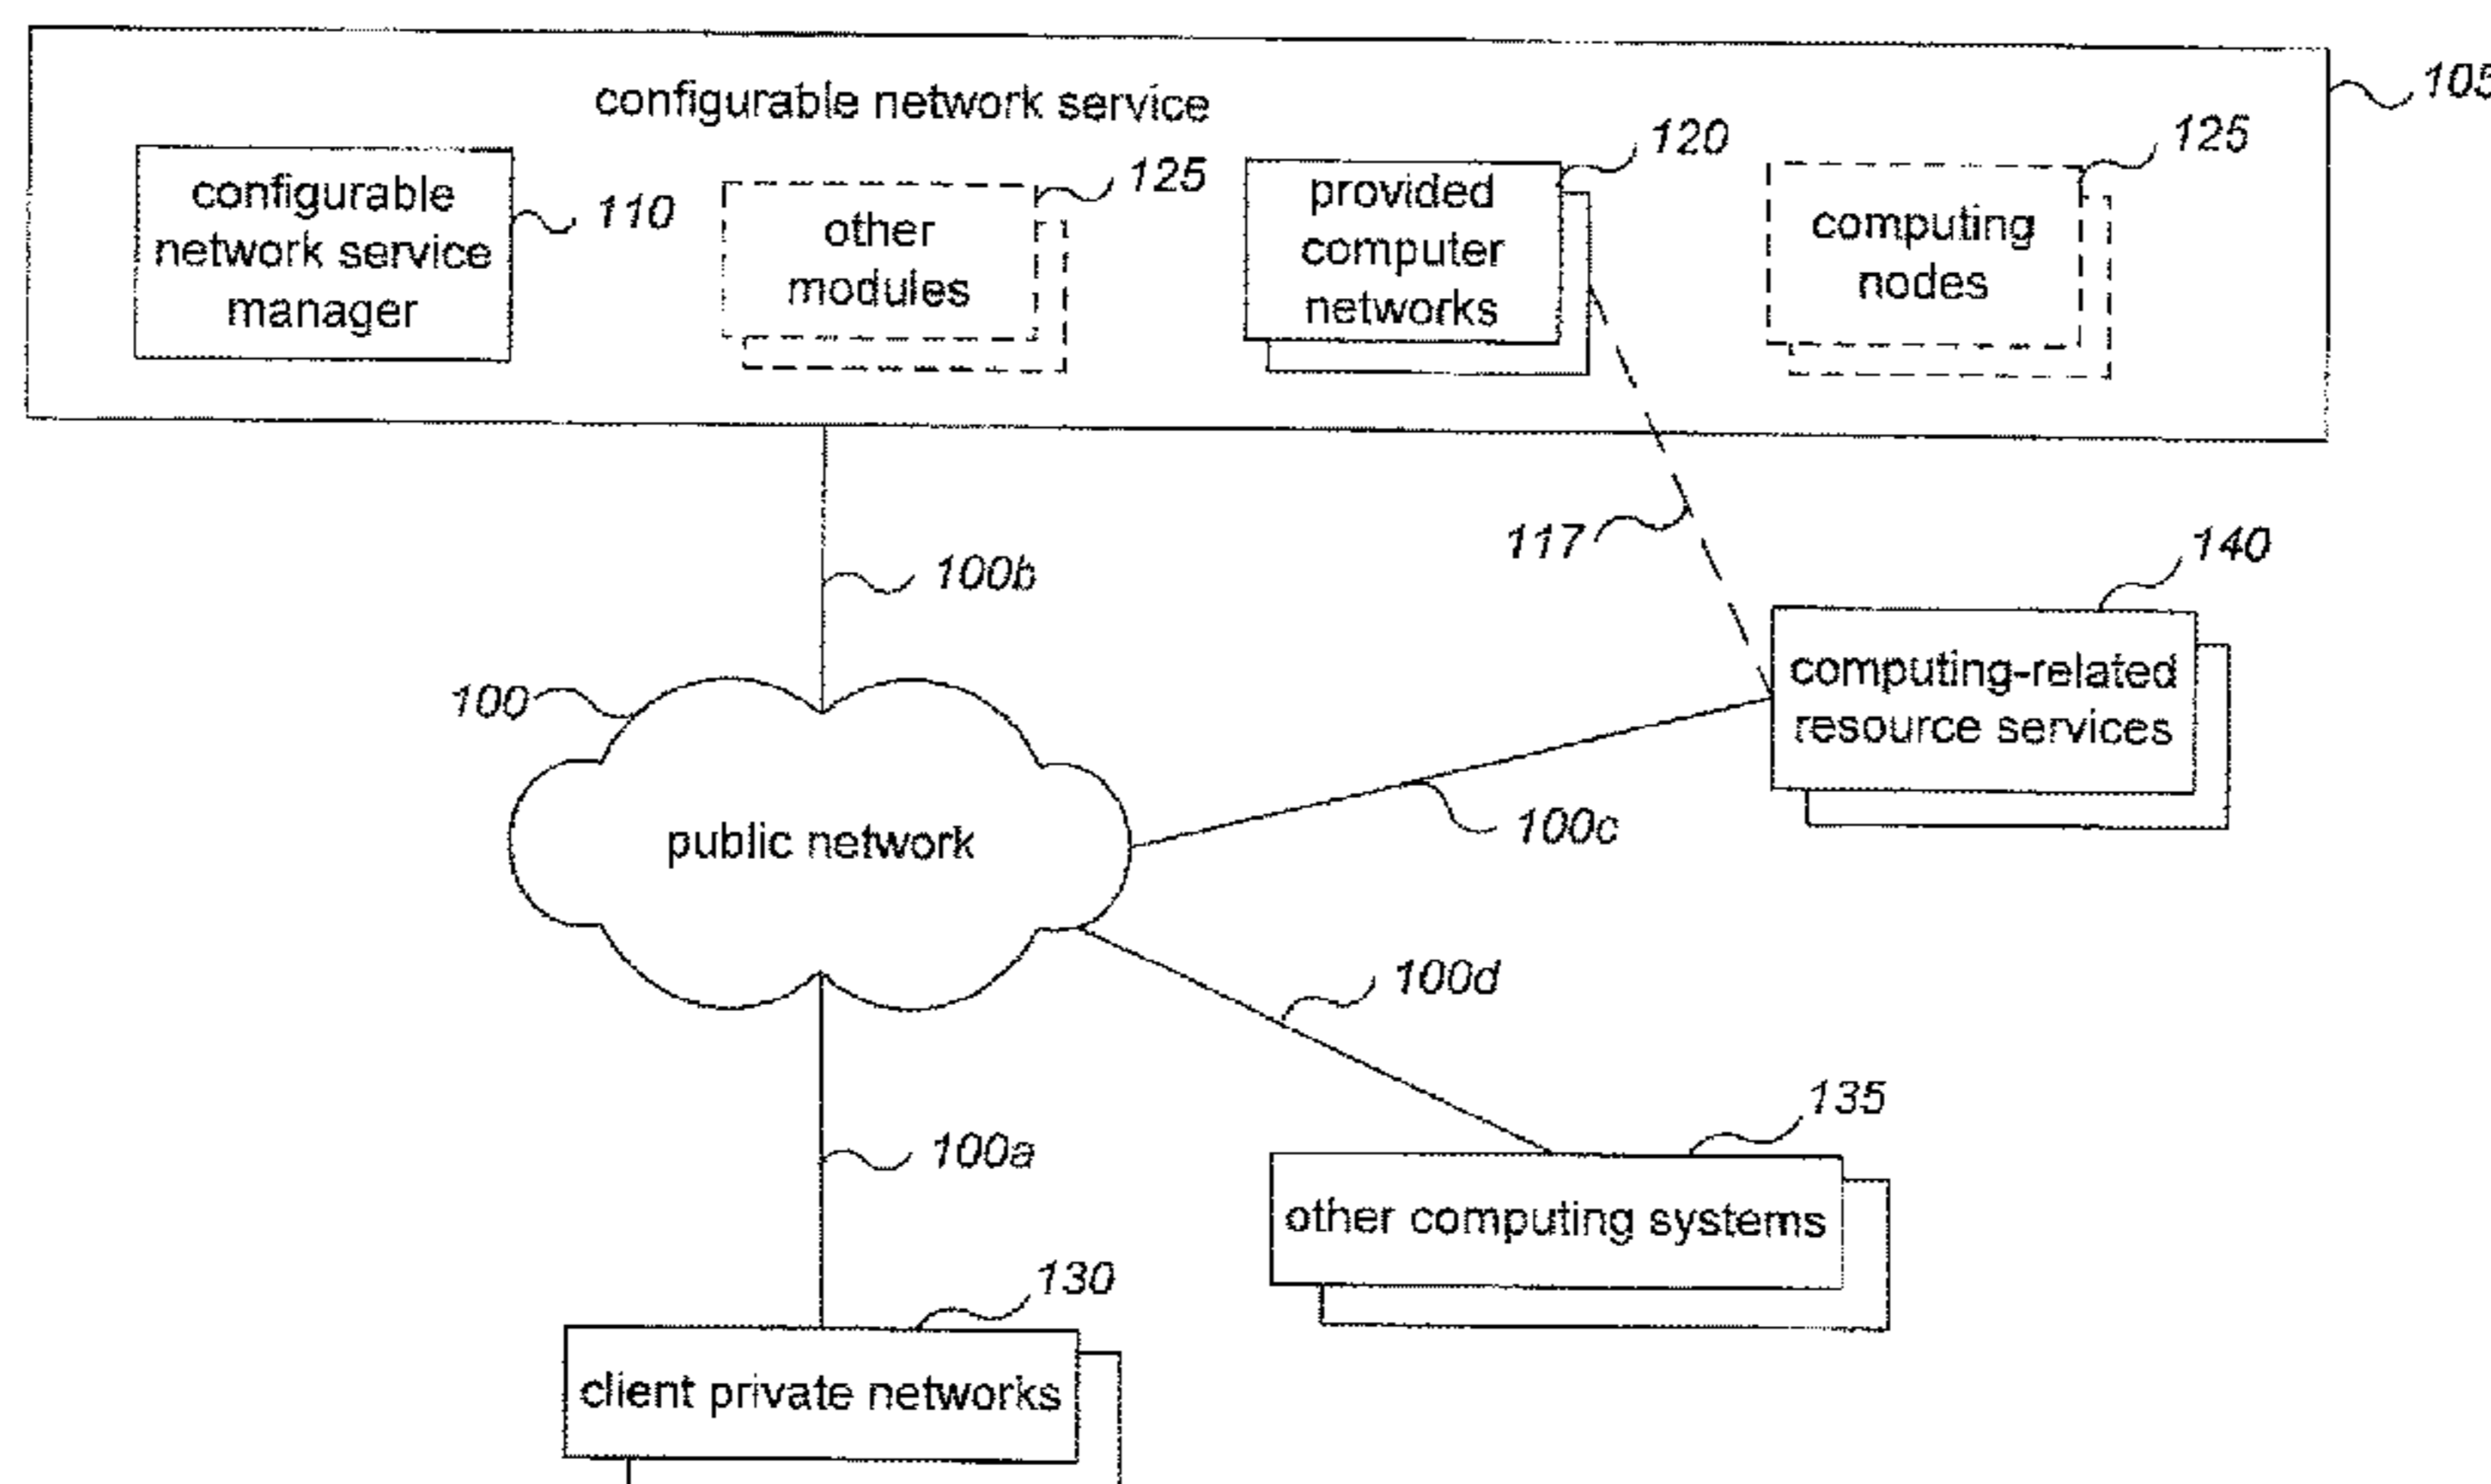 configurable network service
105
configurable
network service
manager
110
other
modules
125
provided
computer
networks
120
computing
nodes
125
117
100b
140
computing-related
resource services
100
public network
100c
100d
135
other computing systems
100a
130
client private networks